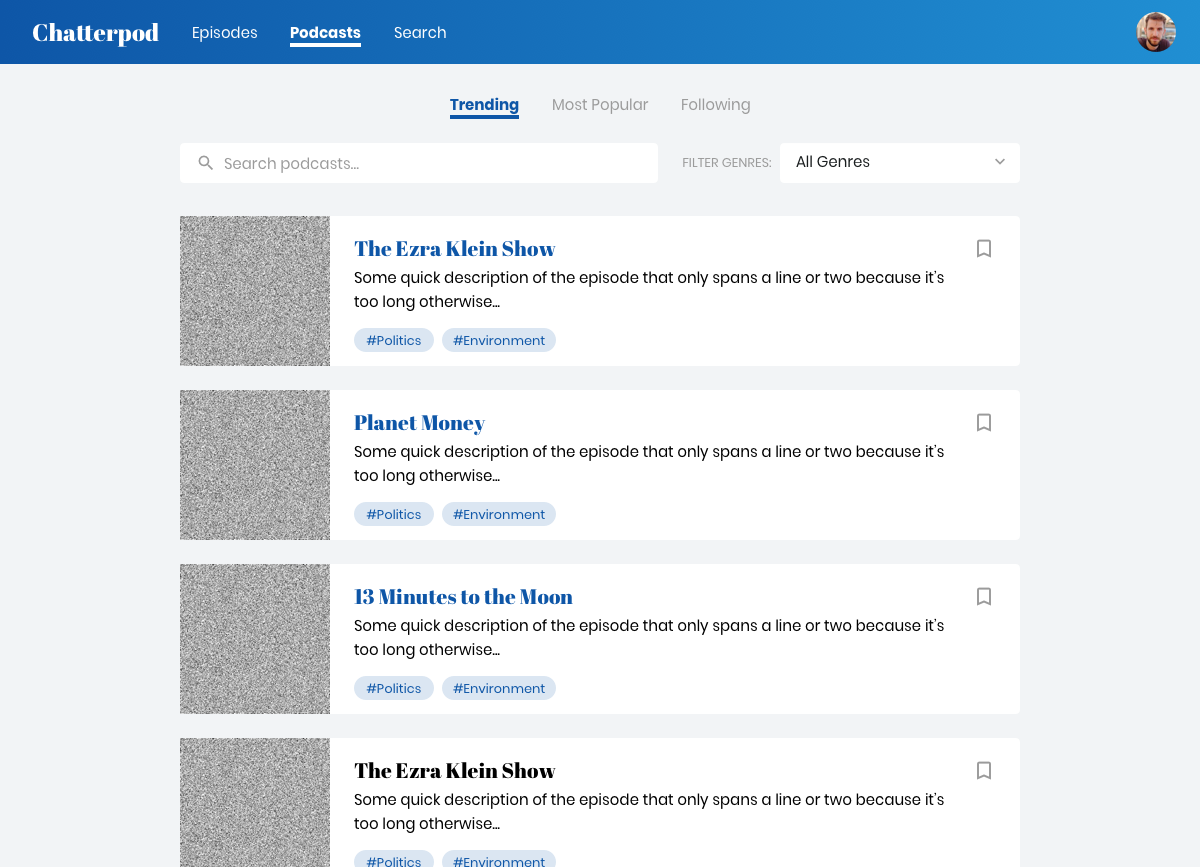 Chatterpod Episodes Podcasts Search
Trending Most Popular Following
Search podcasts... FILTER GENRES: All Genres
The Ezra Klein Show
Some quick description of the episode that only spans a line or two because it's
too long otherwise...
#Politics #Environment
Planet Money
Some quick description of the episode that only spans a line or two because it's
too long otherwise...
#Politics #Environment
13 Minutes to the Moon
Some quick description of the episode that only spans a line or two because it's
too long otherwise...
#Politics #Environment
The Ezra Klein Show
Some quick description of the episode that only spans a line or two because it's
too long otherwise...
#Politics #Environment